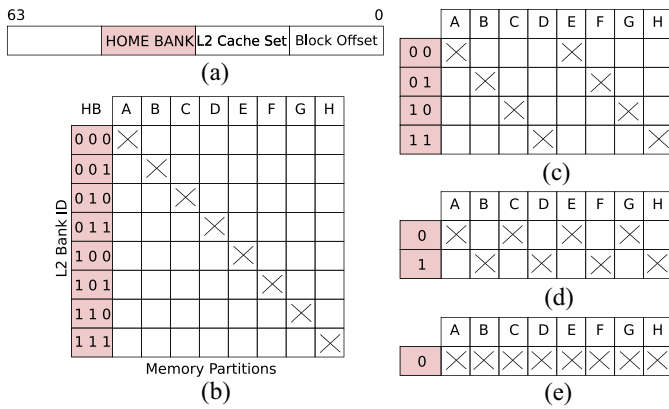 63 0
HOME BANK L2 Cache Set Block Offset
(a)
HB A B C D E F G H
0 0 0
0 0 1
0 1 0
0 1 1
1 0 0
1 0 1
1 1 0
1 1 1
L2 Bank ID
Memory Partitions
(b)
A B C D E F G H
0 0
0 1
1 0
1 1
(c)
A B C D E F G H
0
1
(d)
A B C D E F G H
0
(e)